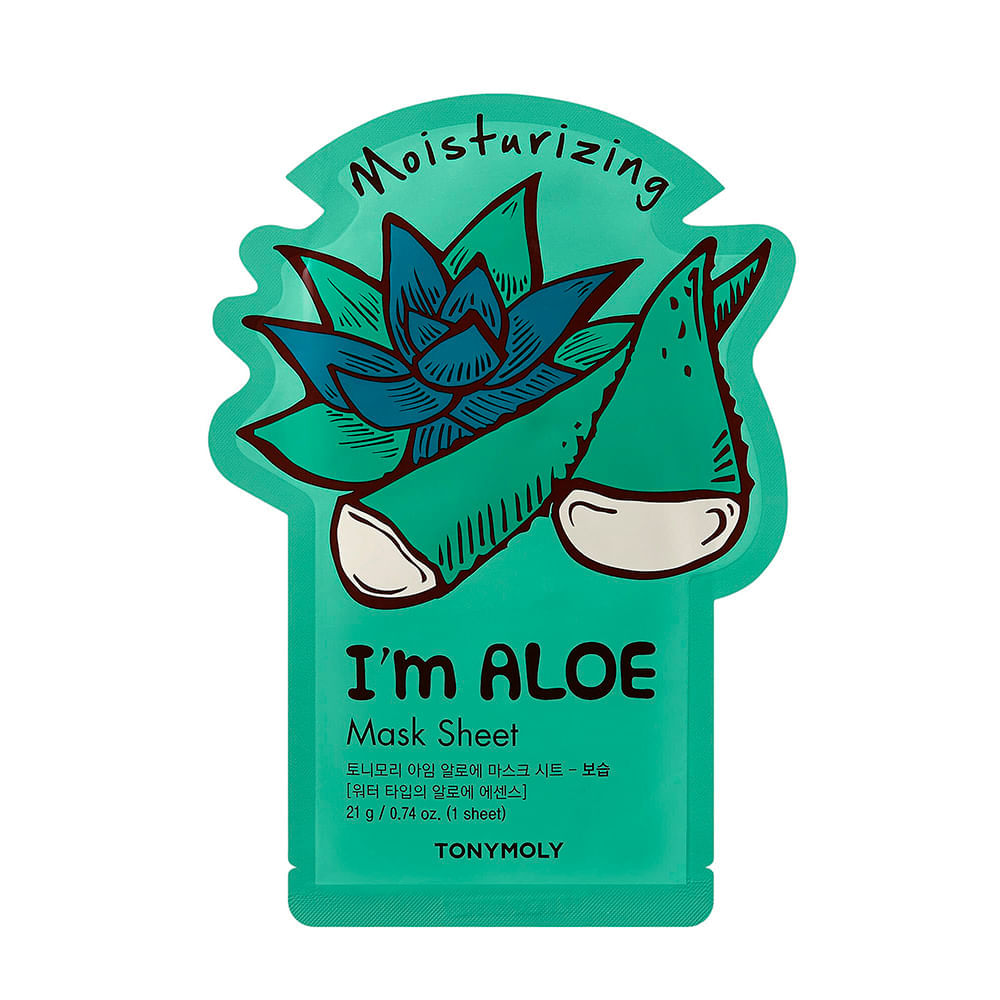 Moisturizing
I'm ALOE
Mask Sheet
토니모리 아임 알로에 마스크 시트 – 보습
[워터 타입의 알로에 에센스]
21 g / 0.74 oz. (1 sheet)
TONYMOLY